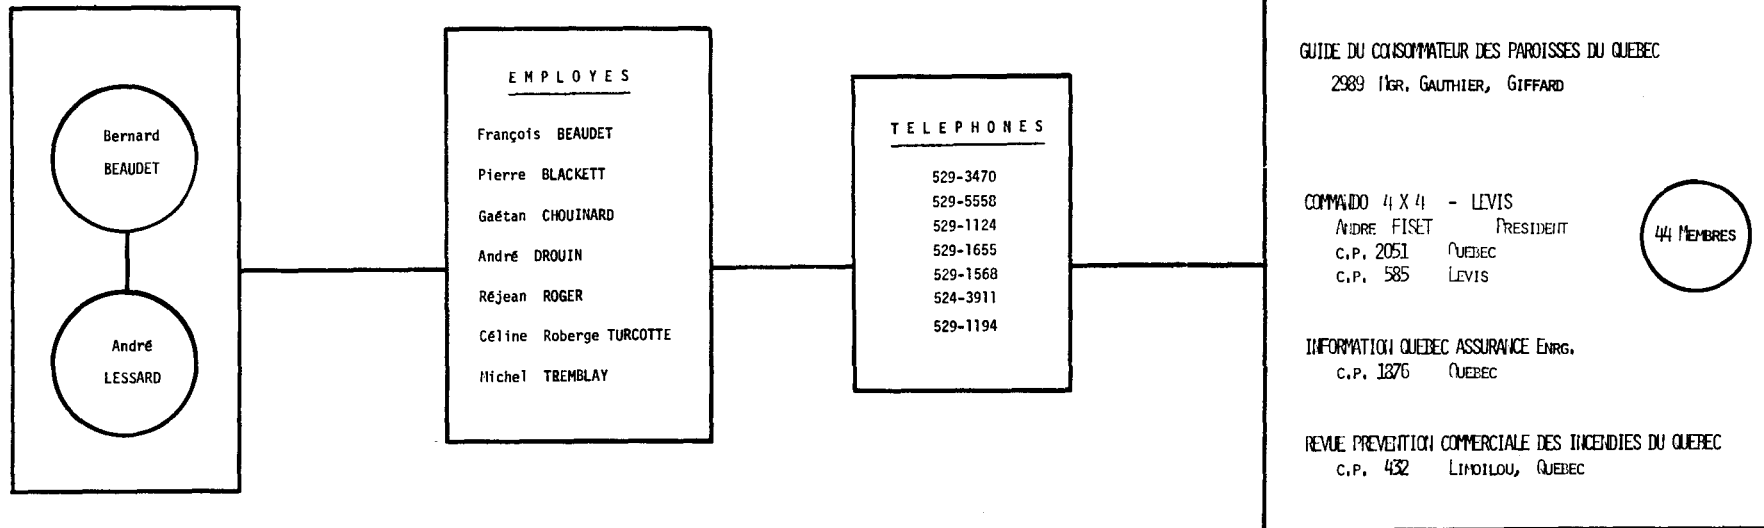 Bernard
BEAUDET
André
LESSARD
EMPLOYES
François BEAUDET
Pierre BLACKETT
Gaétan CHOUINARD
André DROUIN
Réjean ROGER
Céline Roberge TURCOTTE
Michel TREMBLAY
TELEPHONES
529-3470
529-5558
529-1124
529-1655
529-1568
524-3911
529-1194
GUIDE DU CONSOMMATEUR DES PAROISSES DU QUEBEC
2989 MGR. GAUTHIER, GIFFARD
COMMANDO 4 X 4 - LEVIS
ANDRE FISET PRESIDENT
C.P. 2051 QUEBEC
C.P. 585 LEVIS
44 MEMBRES
INFORMATION QUEBEC ASSURANCE ENRG.
C.P. 1876 QUEBEC
REVUE PREVENTION COMMERCIALE DES INCENDIES DU QUEBEC
C.P. 432 LIMOILOU, QUEBEC